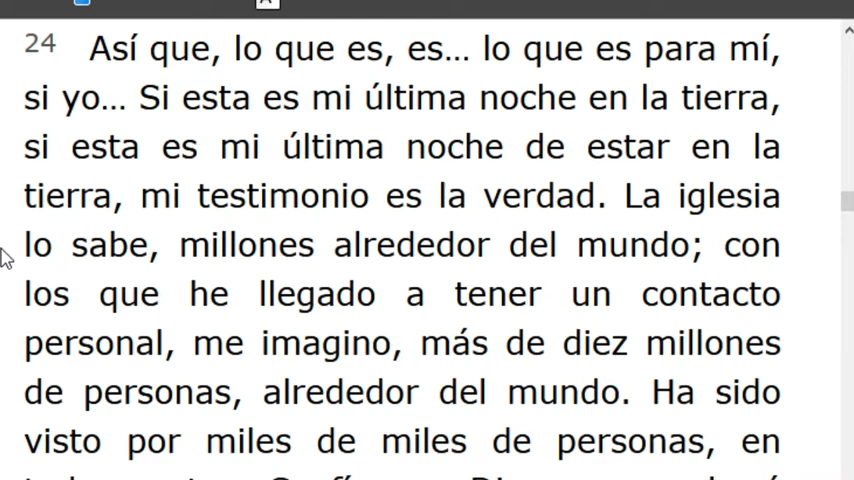 24 Así que, lo que es, es... lo que es para mí,
si yo... Si esta es mi última noche en la tierra,
si esta es mi última noche de estar en la
tierra, mi testimonio es la verdad. La iglesia
lo sabe, millones alrededor del mundo; con
los que he llegado a tener un contacto
personal, me imagino, más de diez millones
de personas, alrededor del mundo. Ha sido
visto por miles de miles de personas, en